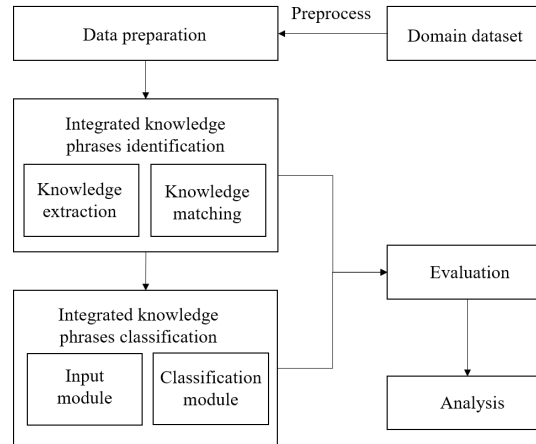 Data preparation
Preprocess
Domain dataset
Integrated knowledge
phrases identification
Knowledge
extraction
Knowledge
matching
Evaluation
Integrated knowledge
phrases classification
Input
module
Classification
module
Analysis